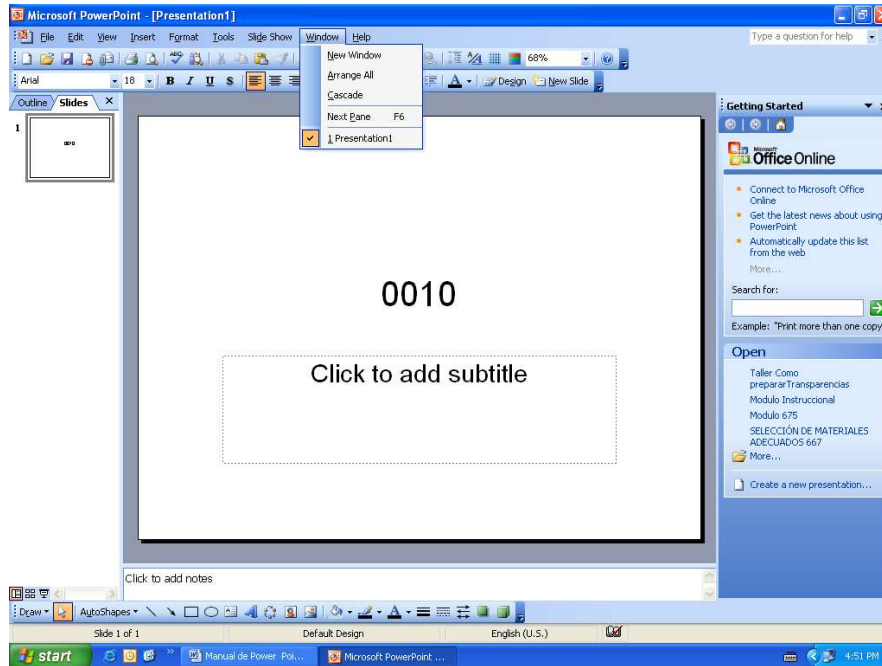 Microsoft PowerPoint - [Presentation1]
File Edit View Insert Format Tools Slide Show Window Help
Type a question for help
68%
Arial 18 B I U S A Design New Slide
New Window
Arrange All
Cascade
Next Pane F6
1 Presentation1
Outline Slides
1
0010
0010
Click to add subtitle
Click to add notes
Getting Started
Microsoft
Office Online
Connect to Microsoft Office
Online
Get the latest news about using
PowerPoint
Automatically update this list
from the web
More...
Search for:
Example: "Print more than one copy
Open
Taller Como
prepararTransparencias
Modulo Instruccional
Modulo 675
SELECCIÓN DE MATERIALES
ADECUADOS 667
More...
Create a new presentation...
Draw AutoShapes A
Slide 1 of 1 Default Design English (U.S.)
start Manual de Power Poi... Microsoft PowerPoint ... 4:51 PM